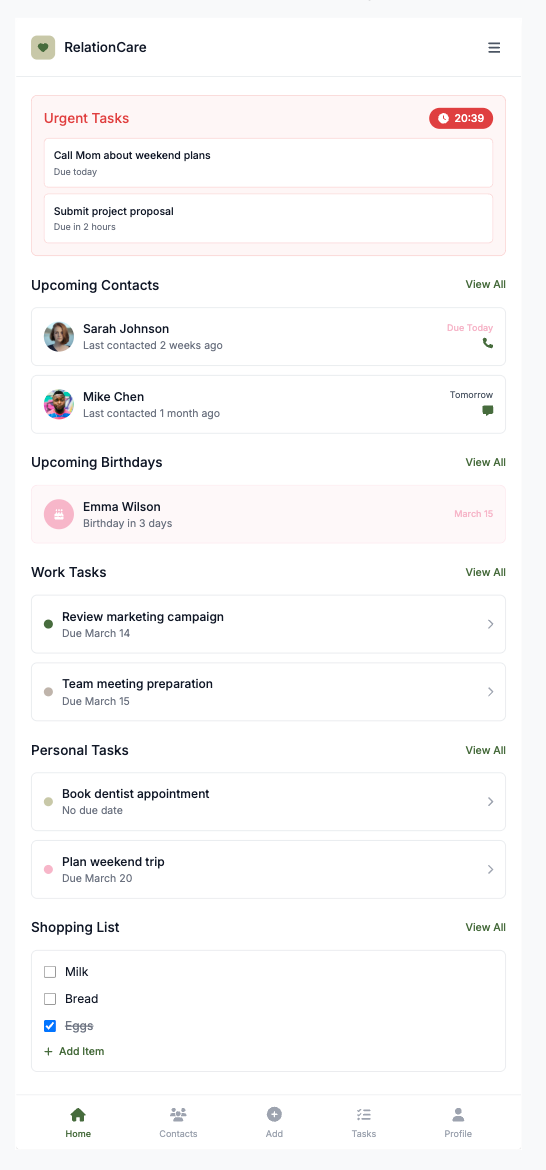 RelationCare
Urgent Tasks
20:39
Call Mom about weekend plans
Due today
Submit project proposal
Due in 2 hours
Upcoming Contacts
View All
Sarah Johnson
Due Today
Last contacted 2 weeks ago
Mike Chen
Tomorrow
Last contacted 1 month ago
Upcoming Birthdays
View All
Emma Wilson
Birthday in 3 days
March 15
Work Tasks
View All
Review marketing campaign
Due March 14
Team meeting preparation
Due March 15
Personal Tasks
View All
Book dentist appointment
No due date
Plan weekend trip
Due March 20
Shopping List
View All
Milk
Bread
Eggs
+ Add Item
Home
Contacts
Add
Tasks
Profile